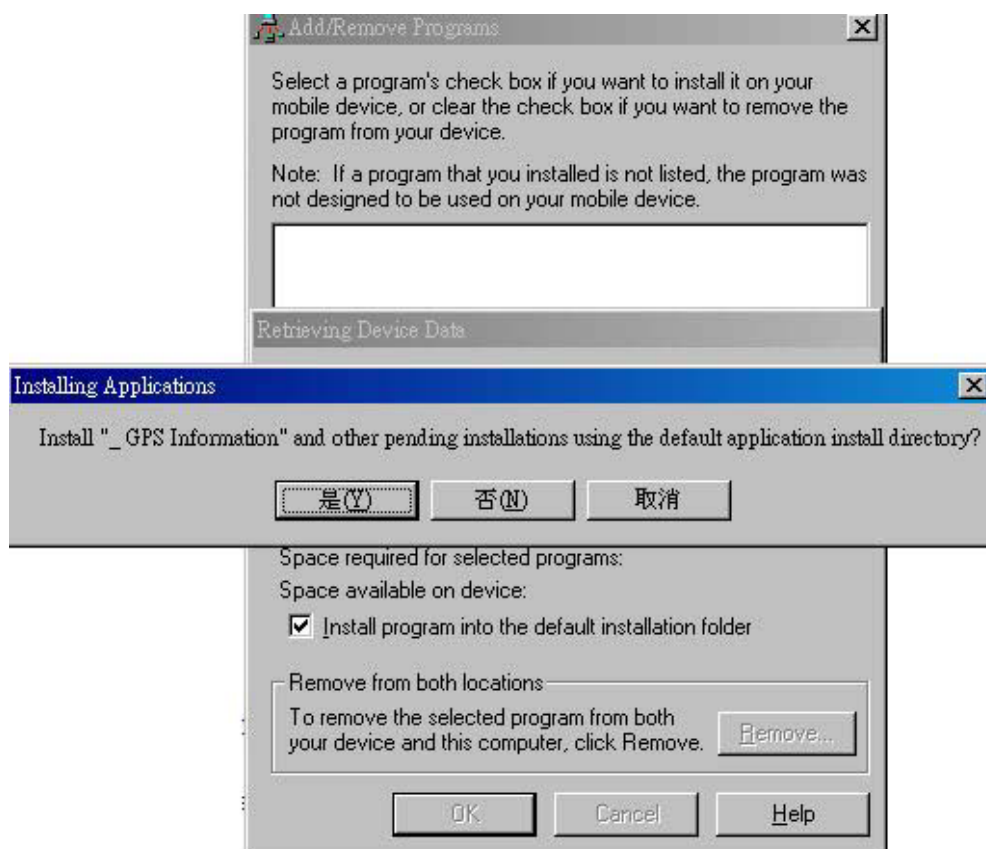 Add/Remove Programs
Select a program's check box if you want to install it on your
mobile device, or clear the check box if you want to remove the
program from your device.
Note: If a program that you installed is not listed, the program was
not designed to be used on your mobile device.
Retrieving Device Data
Installing Applications
Install "_ GPS Information" and other pending installations using the default application install directory?
是(Y) 否(N) 取消
Space required for selected programs:
Space available on device:
Install program into the default installation folder
Remove from both locations
To remove the selected program from both
your device and this computer, click Remove.
Remove...
OK Cancel Help